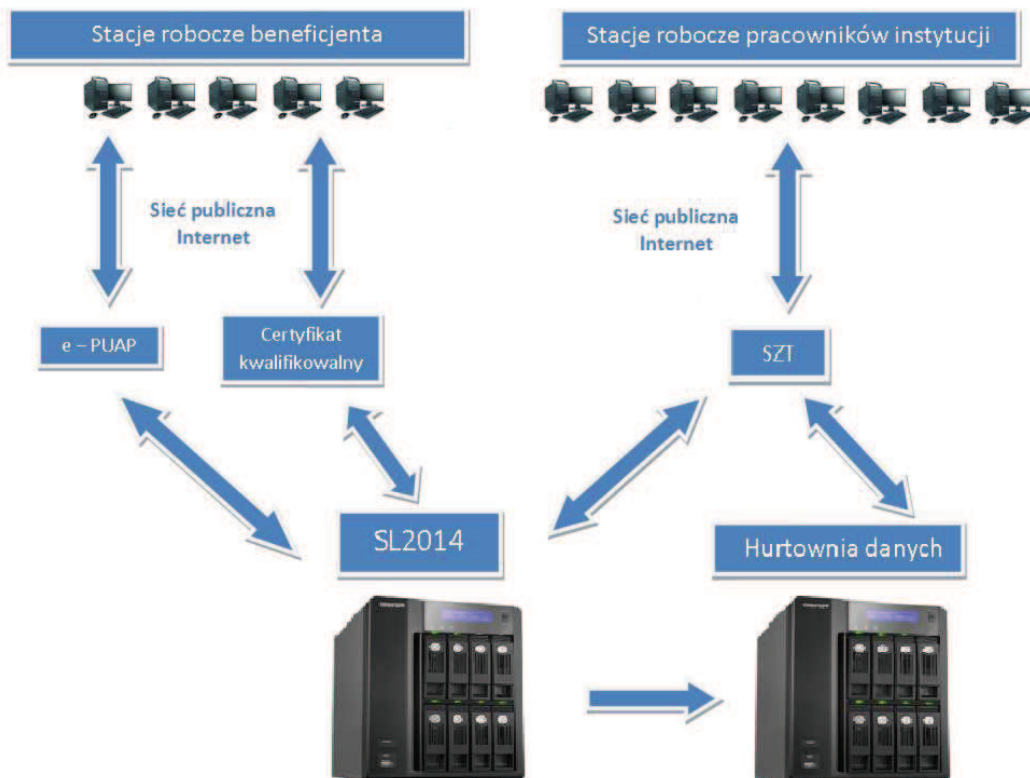 Stacje robocze beneficjenta
Stacje robocze pracowników instytucji
Sieć publiczna
Internet
Sieć publiczna
Internet
e – PUAP
Certyfikat
kwalifikowalny
SZT
SL2014
Hurtownia danych